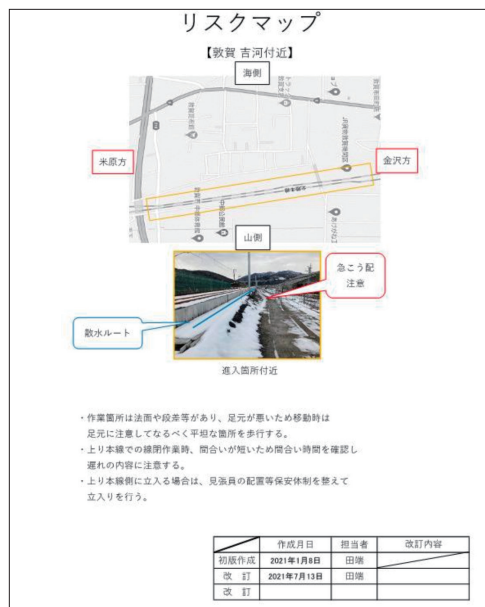 リスクマップ
【敦賀 吉河付近】
海側
米原方
金沢方
山側
急こう配
注意
散水ルート
進入箇所付近
・作業箇所は法面や段差等があり、足元が悪いため移動時は
足元に注意してなるべく平坦な箇所を歩行する。
・上り本線での線閉作業時、間合いが短いため間合い時間を確認し
遅れの内容に注意する。
・上り本線側に立入る場合は、見張員の配置等保安体制を整えて
立入りを行う。
作成月日 担当者 改訂内容
初版作成 2021年1月8日 田端
改 訂 2021年7月13日 田端
改 訂